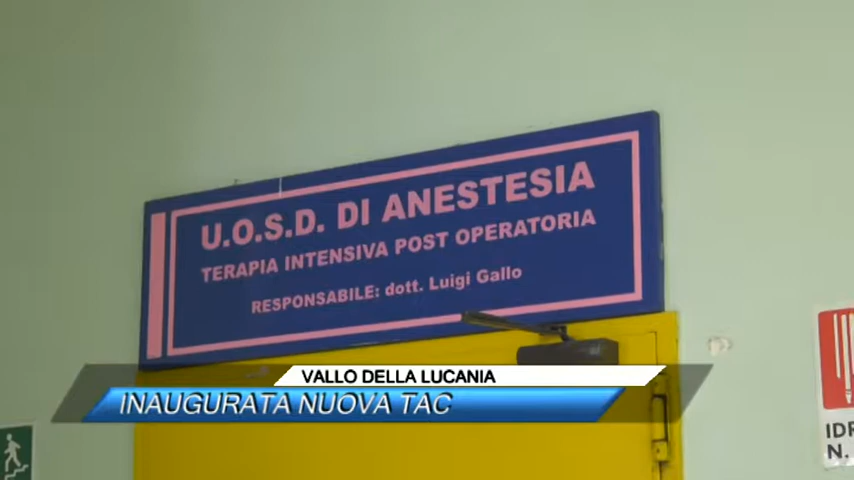 U.O.S.D. DI ANESTESIA
TERAPIA INTENSIVA POST OPERATORIA
RESPONSABILE: dott. Luigi Gallo
VALLO DELLA LUCANIA
INAUGURATA NUOVA TAC
N.